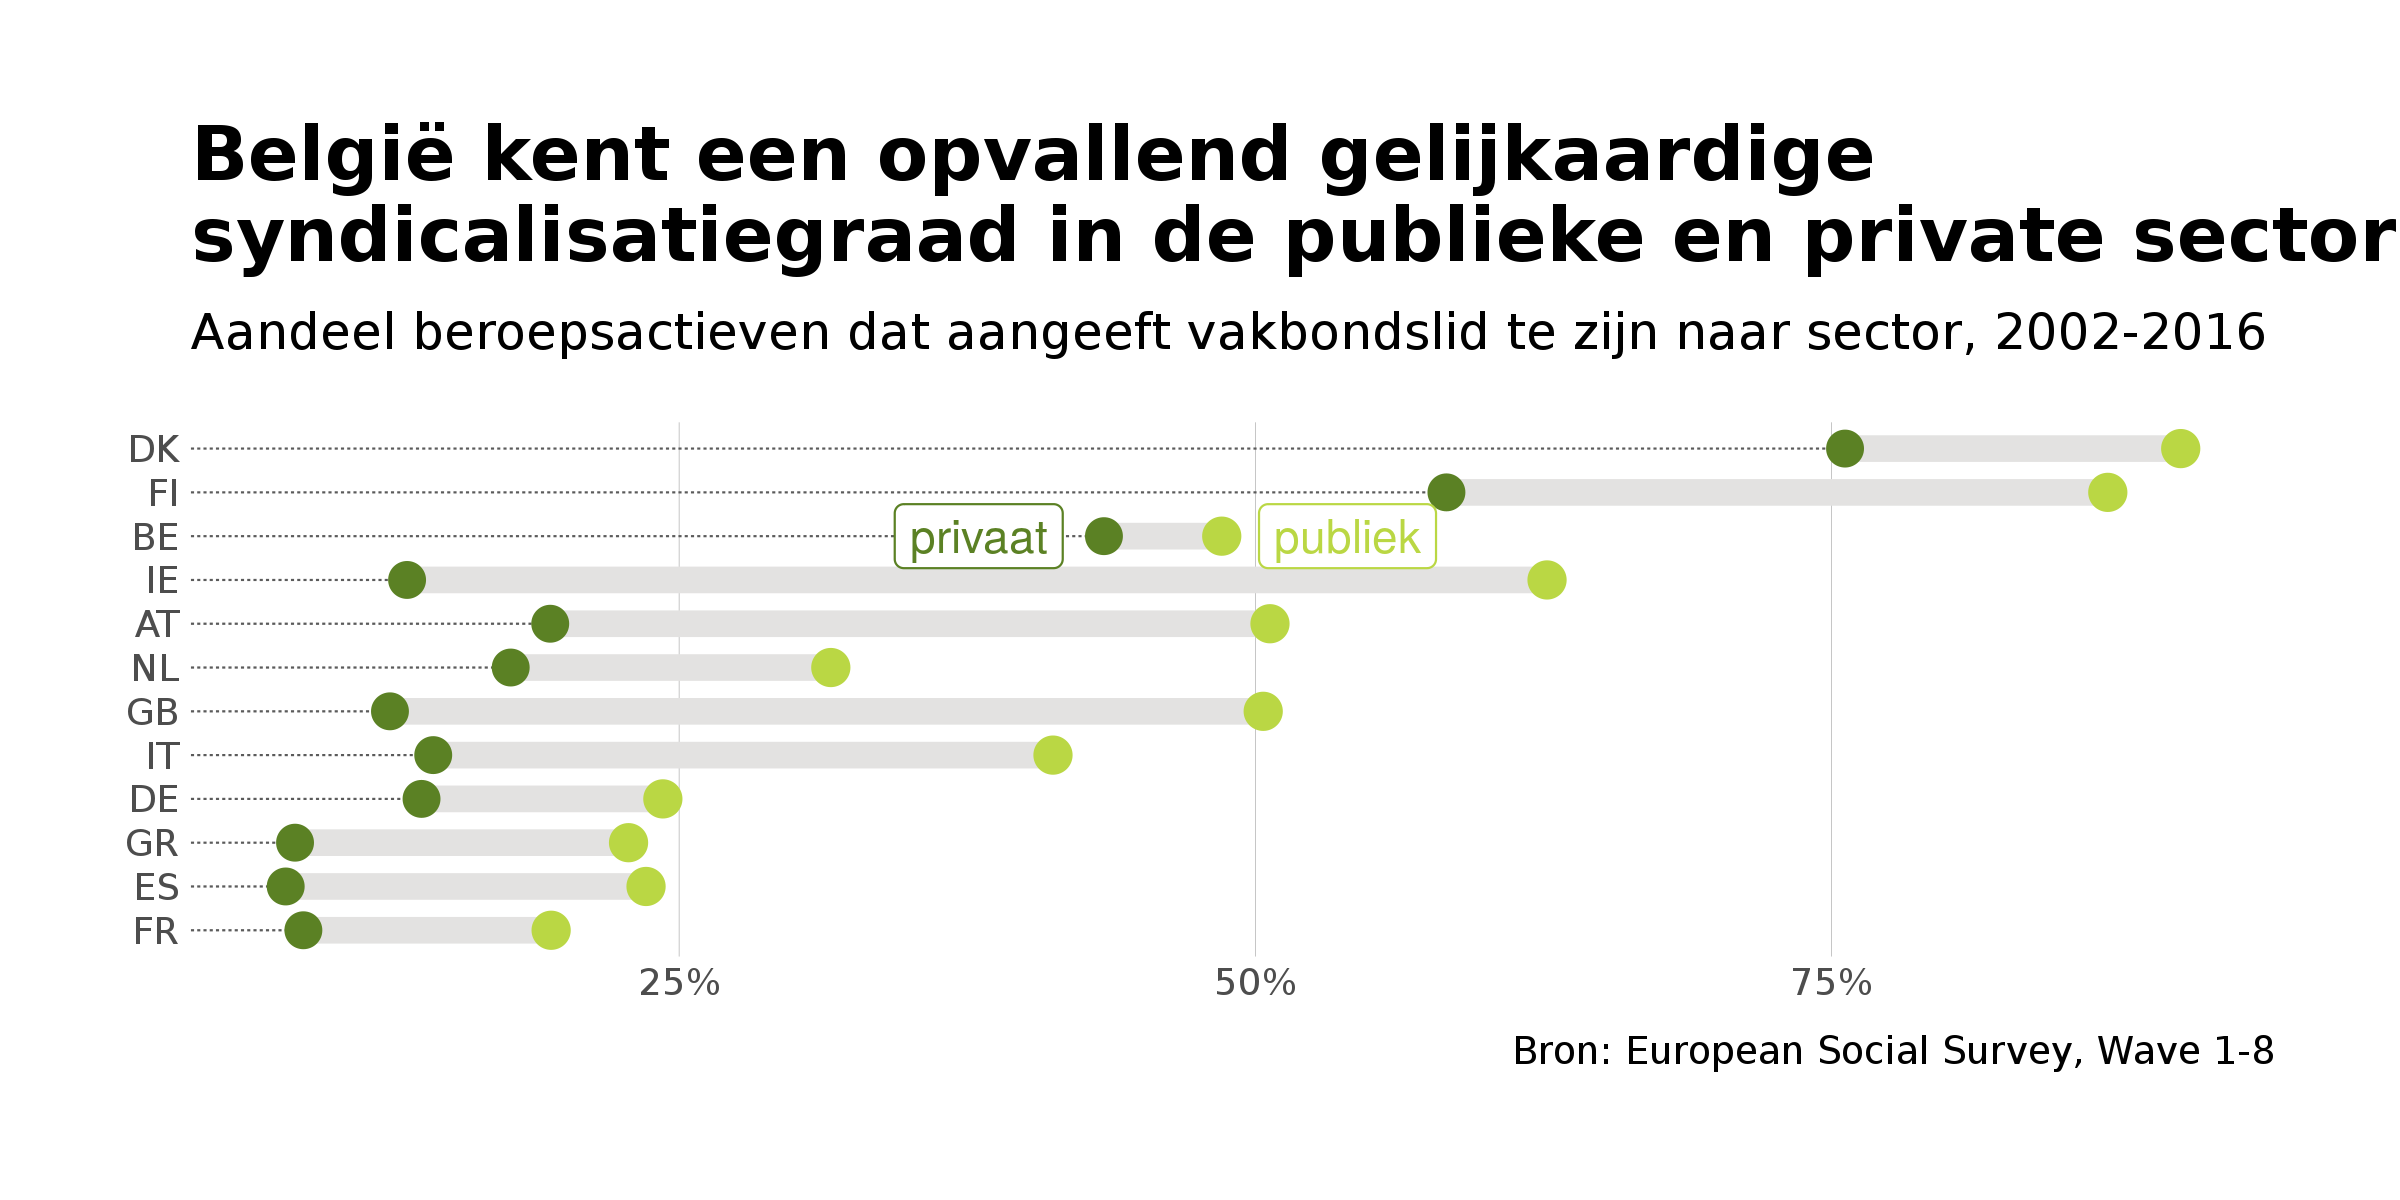 België kent een opvallend gelijkaardige
syndicalisatiegraad in de publieke en private sector
Aandeel beroepsactieven dat aangeeft vakbondslid te zijn naar sector, 2002-2016
DK
FI
BE privaat publiek
IE
AT
NL
GB
IT
DE
GR
ES
FR
25% 50% 75%
Bron: European Social Survey, Wave 1-8